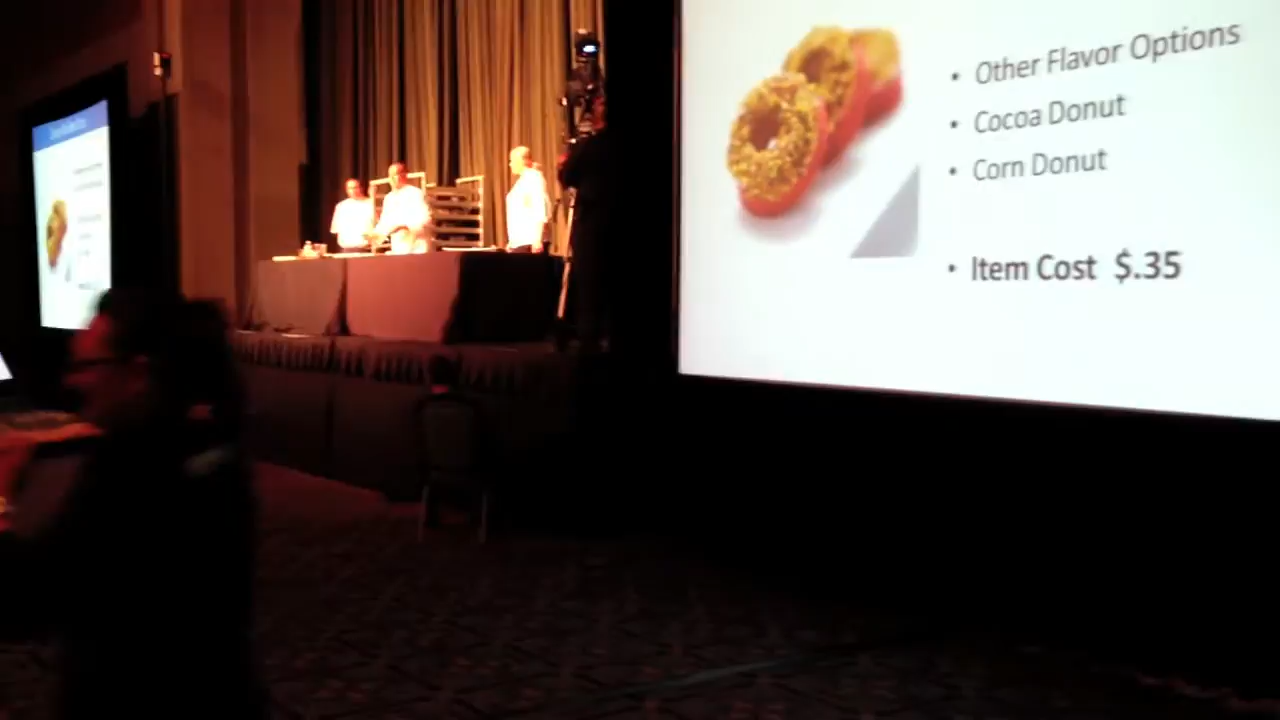 • Other Flavor Options
• Cocoa Donut
• Corn Donut
• Item Cost $.35